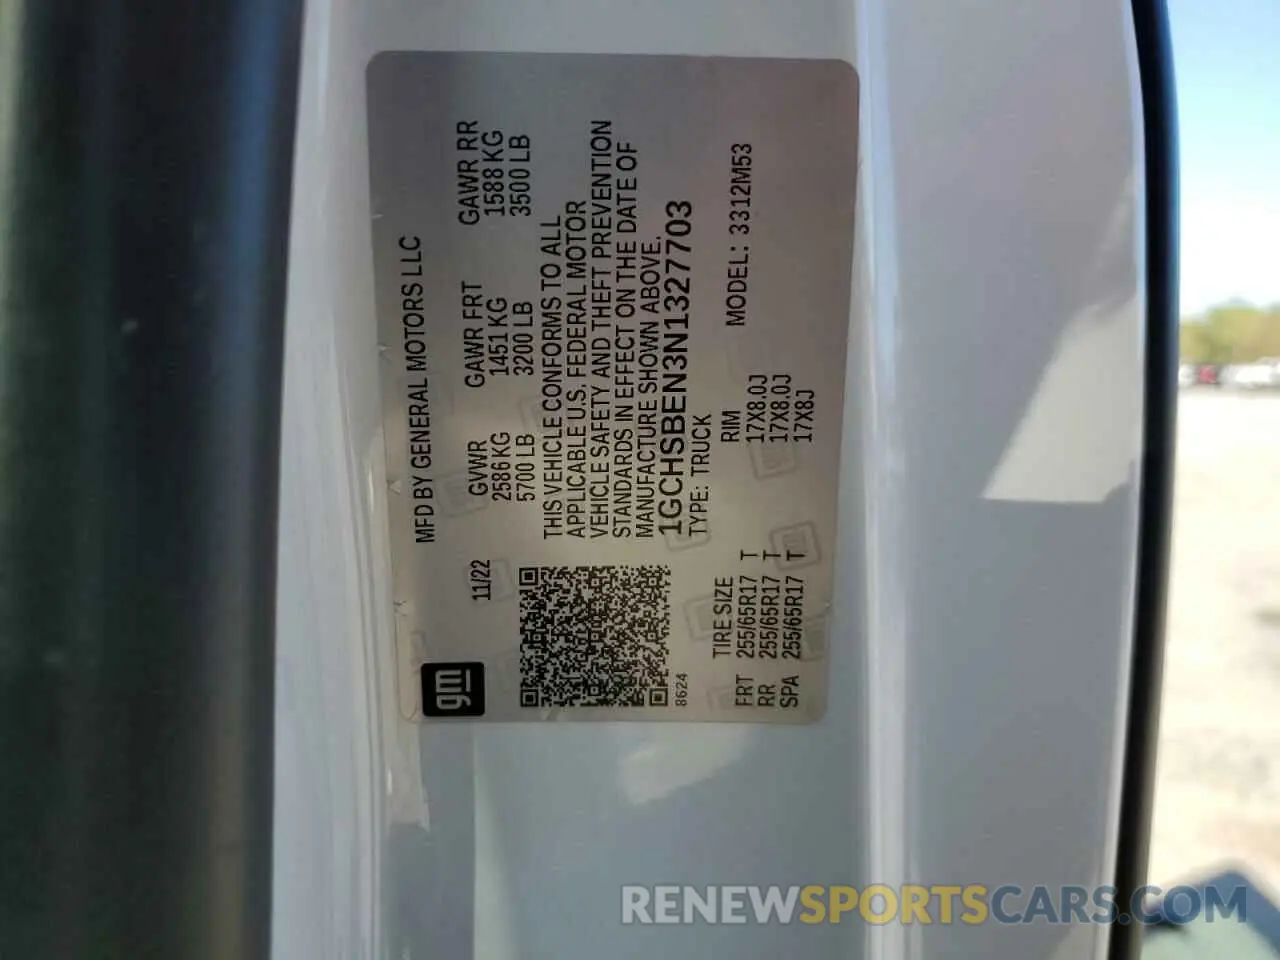 MFD BY GENERAL MOTORS LLC
11/22 GVWR GAWR FRT GAWR RR
2586 KG 1451 KG 1588 KG
5700 LB 3200 LB 3500 LB
THIS VEHICLE CONFORMS TO ALL
APPLICABLE U.S. FEDERAL MOTOR
VEHICLE SAFETY AND THEFT PREVENTION
STANDARDS IN EFFECT ON THE DATE OF
MANUFACTURE SHOWN ABOVE.
1GCHSBEN3N1327703
TYPE: TRUCK
MODEL: 3312M53
gm
8624
TIRE SIZE RIM
FRT 255/65R17 T 17X8.0J
RR 255/65R17 T 17X8.0J
SPA 255/65R17 T 17X8J
RENEWSPORTSCARS.COM